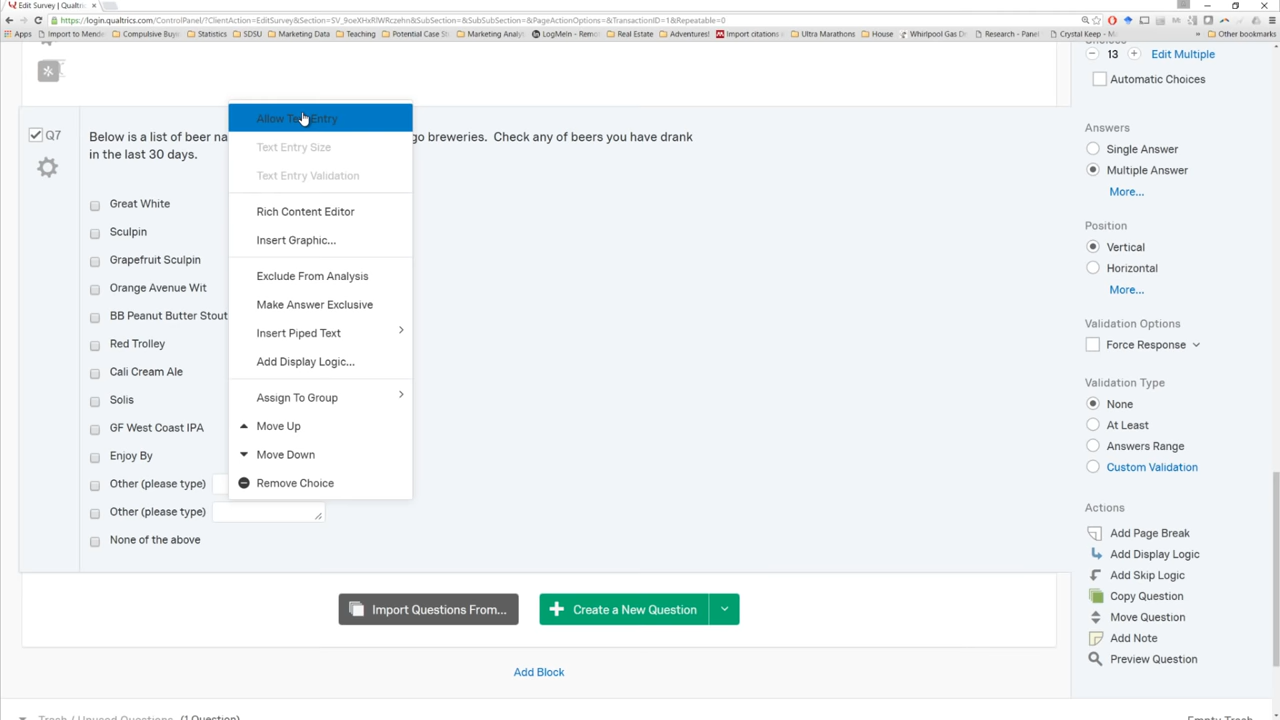 Edit Survey | Qualtri
https://login.qualtrics.com/ControlPanel/?ClientAction=EditSurvey&Section=SV_9oeXHxRlWRczehn&SubSection=&SubSubSection=&PageActionOptions=&TransactionID=1&Repeatable=0
Apps Import to Mende Compulsive Buye Statistics SDSU Marketing Data Teaching Potential Case St Marketing Analyt LogMeIn - Remo Real Estate Adventures! Import citations Ultra Marathons House Whirlpool Gas D Research - Panel Crystal Keep - M » Other bookmarks
13 Edit Multiple
Automatic Choices
Q7
Below is a list of beer na
go breweries. Check any of beers you have drank
in the last 30 days.
Great White
Sculpin
Grapefruit Sculpin
Orange Avenue Wit
BB Peanut Butter Stout
Red Trolley
Cali Cream Ale
Solis
GF West Coast IPA
Enjoy By
Other (please type)
Other (please type)
None of the above
Allow Text Entry
Text Entry Size
Text Entry Validation
Rich Content Editor
Insert Graphic...
Exclude From Analysis
Make Answer Exclusive
Insert Piped Text
Add Display Logic...
Assign To Group
Move Up
Move Down
Remove Choice
Import Questions From...
Create a New Question
Add Block
Trash / Unused Questions (1 Question)
Empty Trash
Answers
Single Answer
Multiple Answer
More...
Position
Vertical
Horizontal
More...
Validation Options
Force Response
Validation Type
None
At Least
Answers Range
Custom Validation
Actions
Add Page Break
Add Display Logic
Add Skip Logic
Copy Question
Move Question
Add Note
Preview Question